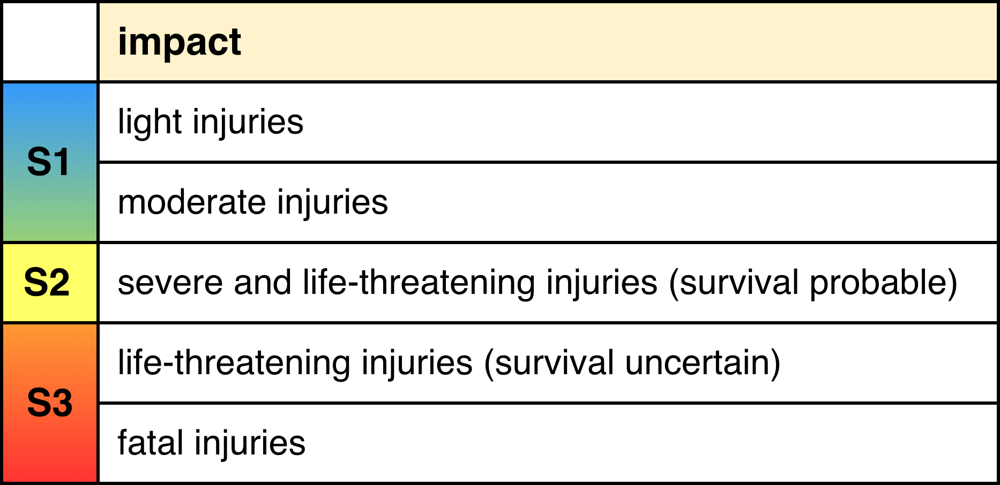 impact
S1
light injuries
moderate injuries
S2
severe and life-threatening injuries (survival probable)
S3
life-threatening injuries (survival uncertain)
fatal injuries